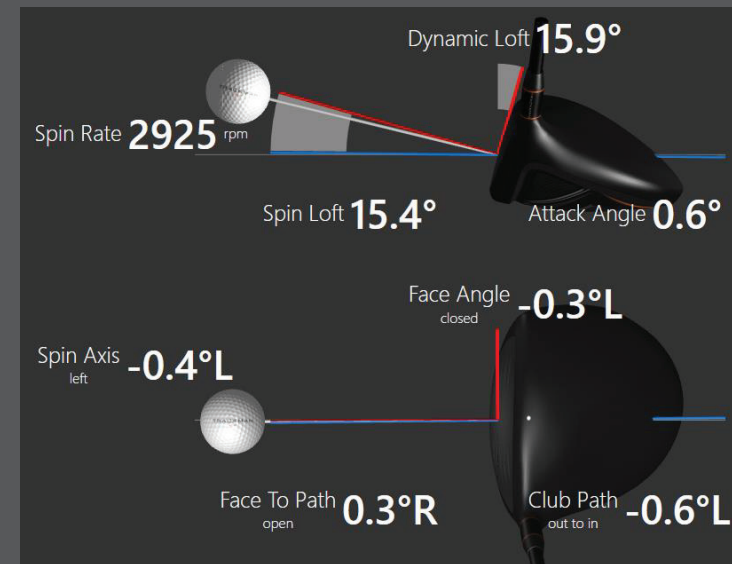 Dynamic Loft 15.9°
Spin Rate 2925 rpm
Spin Loft 15.4°
Attack Angle 0.6°
Face Angle -0.3°L
closed
Spin Axis -0.4°L
left
Face To Path 0.3°R
open
Club Path -0.6°L
out to in